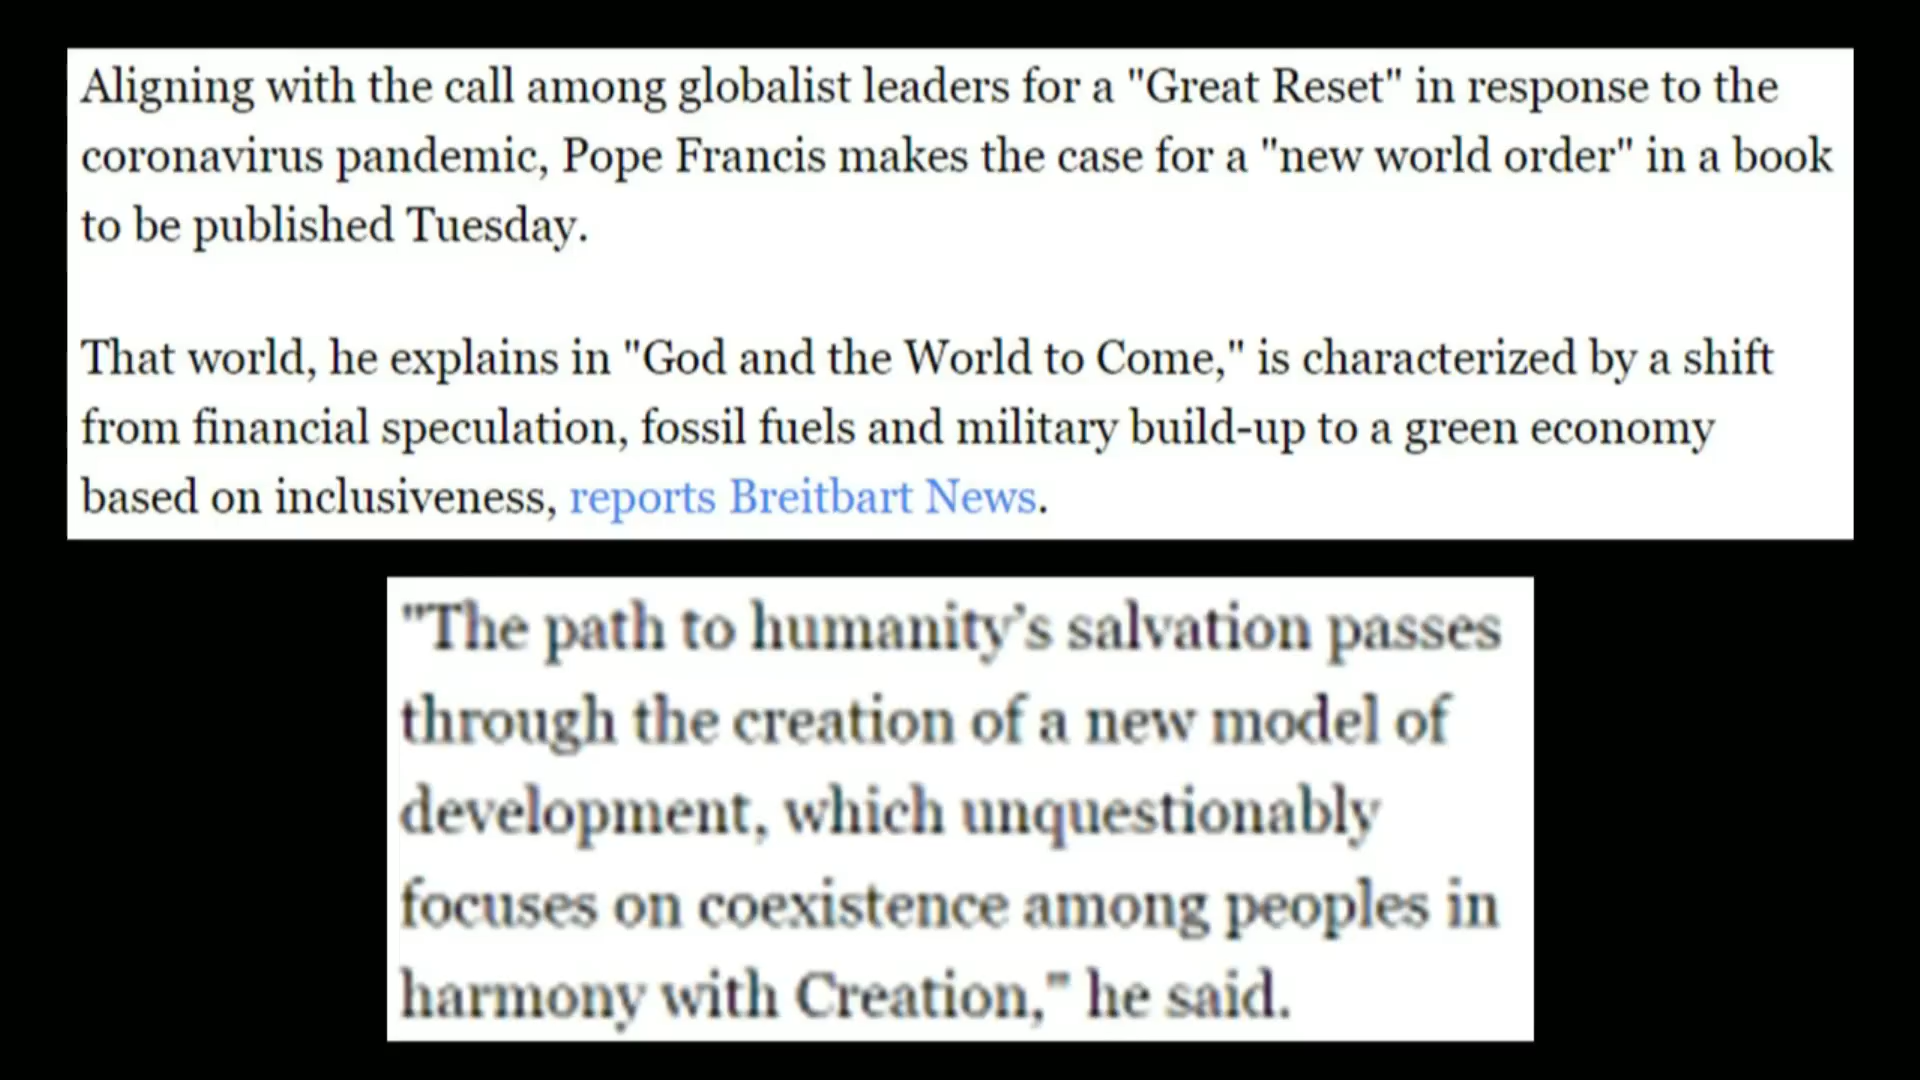 Aligning with the call among globalist leaders for a "Great Reset" in response to the
coronavirus pandemic, Pope Francis makes the case for a "new world order" in a book
to be published Tuesday.
That world, he explains in "God and the World to Come," is characterized by a shift
from financial speculation, fossil fuels and military build-up to a green economy
based on inclusiveness, reports Breitbart News.
"The path to humanity’s salvation passes
through the creation of a new model of
development, which unquestionably
focuses on coexistence among peoples in
harmony with Creation," he said.